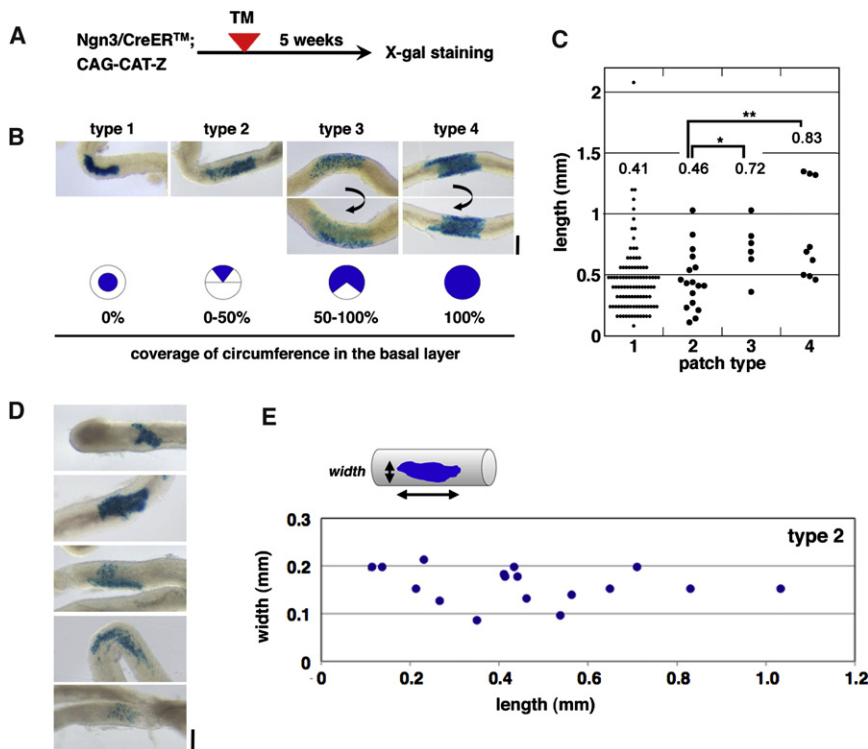 A
Ngn3/CreER™;
CAG-CAT-Z
TM
5 weeks
X-gal staining
B
type 1 type 2 type 3 type 4
0% 0-50% 50-100% 100%
coverage of circumference in the basal layer
C
length (mm)
2
1.5
1
0.5
0
**
0.83
*
0.41 0.46 0.72
1 2 3 4
patch type
D
E
width
type 2
width (mm)
0.3
0.2
0.1
0
0 0.2 0.4 0.6 0.8 1.0 1.2
length (mm)